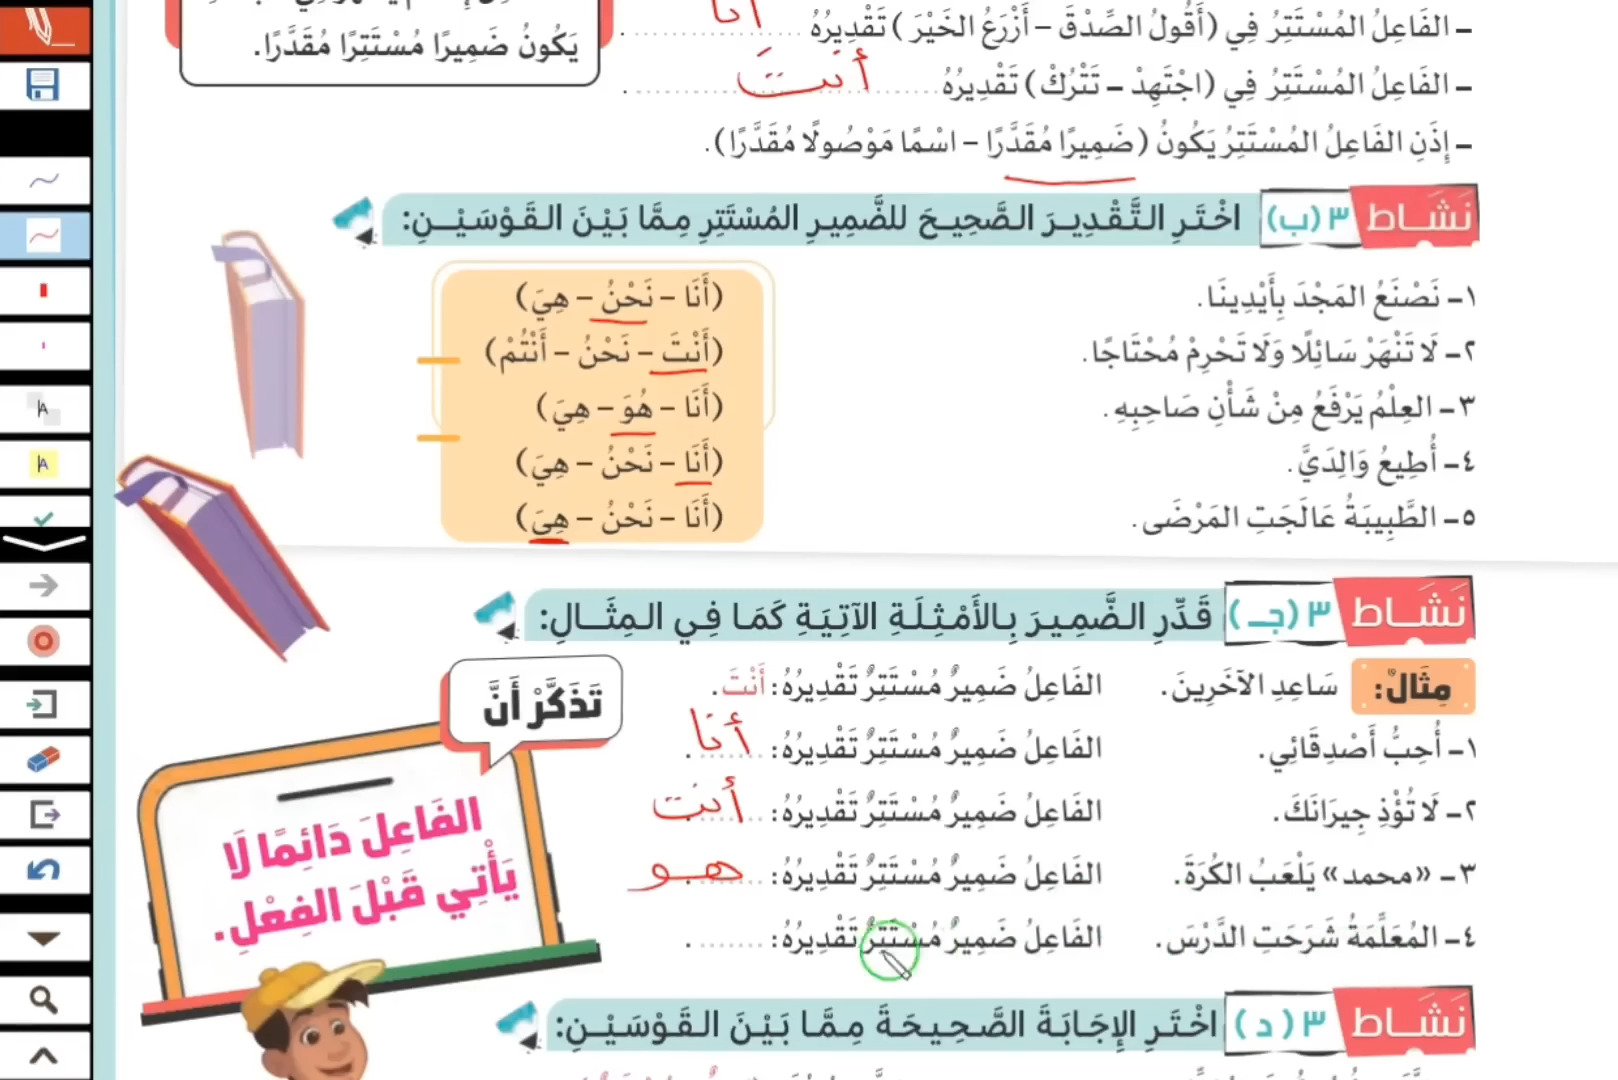 يَكُونُ ضَمِيرًا مُسْتَتِرًا مُقَدَّرًا.
– الفَاعِلُ المُسْتَتِرُ فِي (أَقُولُ الصِّدْقَ – أَزْرَعُ الخَيْرَ) تَقْدِيرُهُ أنا
– الفَاعِلُ المُسْتَتِرُ فِي (اجْتَهِدْ – تَتْرُكْ) تَقْدِيرُهُ أنتَ
– إِذَنِ الفَاعِلُ المُسْتَتِرُ يَكُونُ (ضَمِيرًا مُقَدَّرًا – اسْمًا مَوْصُولًا مُقَدَّرًا).
نَشَاط ٣ (ب) اخْتَرِ التَّقْدِيرَ الصَّحِيحَ للضَّمِيرِ المُسْتَتِرِ مِمَّا بَيْنَ القَوْسَيْنِ:
١– نَصْنَعُ المَجْدَ بِأَيْدِينَا. (أَنَا – نَحْنُ – هِيَ)
٢– لَا تَنْهَرْ سَائِلًا وَلَا تَحْرِمْ مُحْتَاجًا. (أَنْتَ – نَحْنُ – أَنْتُمْ)
٣– العِلْمُ يَرْفَعُ مِنْ شَأْنِ صَاحِبِهِ. (أَنَا – هُوَ – هِيَ)
٤– أُطِيعُ وَالِدَيَّ. (أَنَا – نَحْنُ – هِيَ)
٥– الطَّبِيبَةُ عَالَجَتِ المَرْضَى. (أَنَا – نَحْنُ – هِيَ)
نَشَاط ٣ (جـ) قَدِّرِ الضَّمِيرَ بِالأَمْثِلَةِ الآتِيَةِ كَمَا فِي المِثَالِ:
مِثَالٌ: سَاعِدِ الآخَرِينَ. الفَاعِلُ ضَمِيرٌ مُسْتَتِرٌ تَقْدِيرُهُ: أَنْتَ.
١– أُحِبُّ أَصْدِقَائِي. الفَاعِلُ ضَمِيرٌ مُسْتَتِرٌ تَقْدِيرُهُ: أنا
٢– لَا تُؤْذِ جِيرَانَكَ. الفَاعِلُ ضَمِيرٌ مُسْتَتِرٌ تَقْدِيرُهُ: أنت
٣– «محمد» يَلْعَبُ الكُرَةَ. الفَاعِلُ ضَمِيرٌ مُسْتَتِرٌ تَقْدِيرُهُ: هو
٤– المُعَلِّمَةُ شَرَحَتِ الدَّرْسَ. الفَاعِلُ ضَمِيرٌ مُسْتَتِرٌ تَقْدِيرُهُ: ........ .
تَذَكَّرْ أَنَّ
الفَاعِلَ دَائِمًا لَا
يَأْتِي قَبْلَ الفِعْلِ.
نَشَاط ٣ (د) اخْتَرِ الإِجَابَةَ الصَّحِيحَةَ مِمَّا بَيْنَ القَوْسَيْنِ: